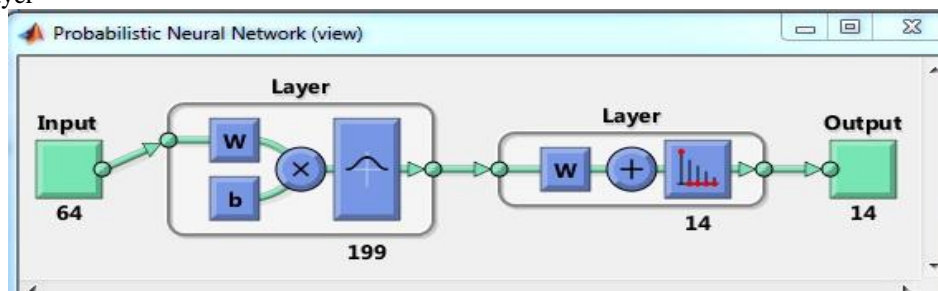 Probabilistic Neural Network (view)
Layer
Layer
Input
Output
W
b
W
64
199
14
14